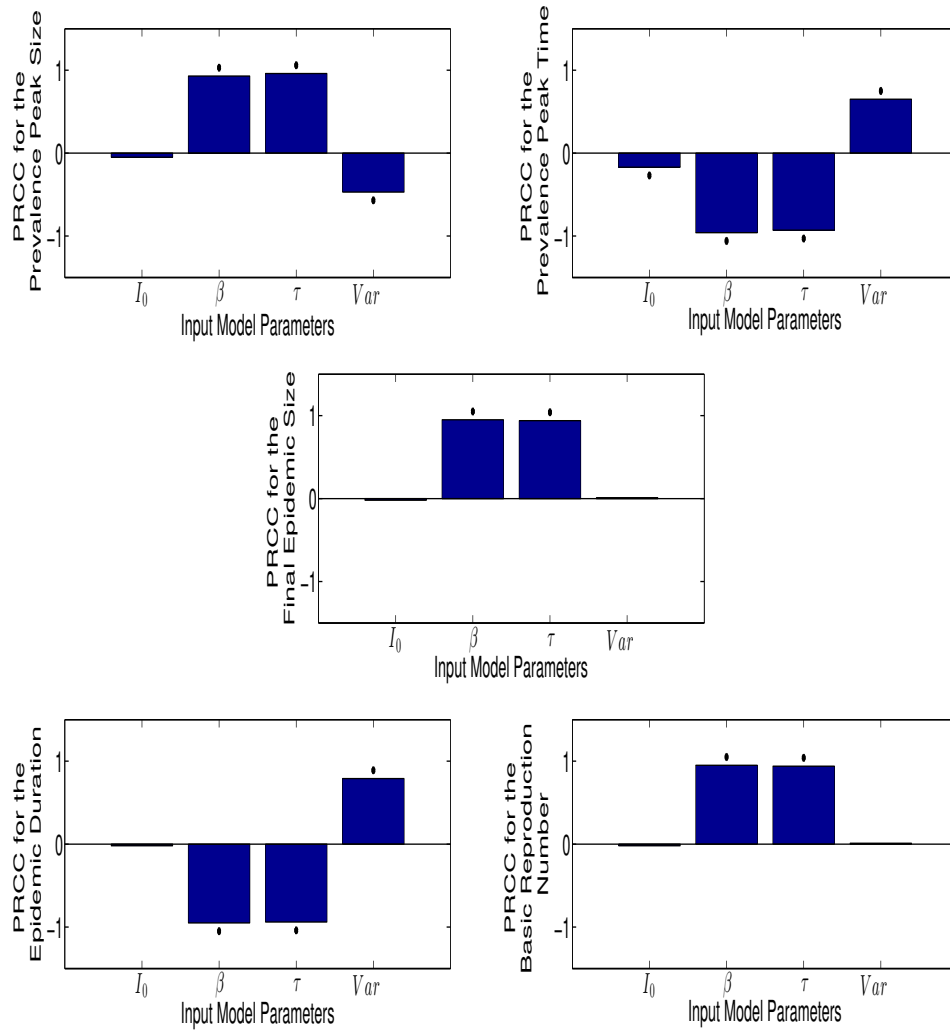 PRCC for the
Prevalence Peak Size
1
0
-1
I₀ β τ Var
Input Model Parameters
PRCC for the
Prevalence Peak Time
1
0
-1
I₀ β τ Var
Input Model Parameters
PRCC for the
Final Epidemic Size
1
0
-1
I₀ β τ Var
Input Model Parameters
PRCC for the
Epidemic Duration
1
0
-1
I₀ β τ Var
Input Model Parameters
PRCC for the
Basic Reproduction
Number
1
0
-1
I₀ β τ Var
Input Model Parameters